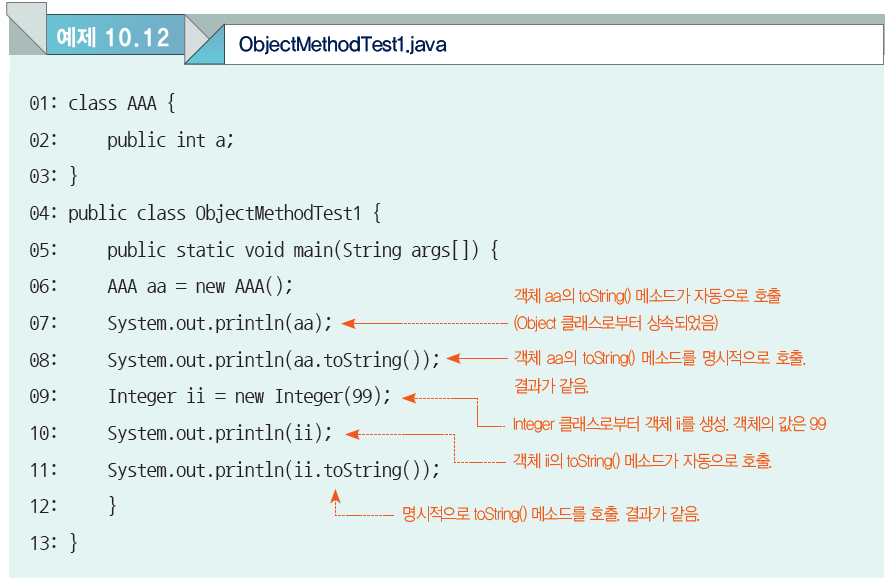 예제 10.12
ObjectMethodTest1.java
01: class AAA {
02: public int a;
03: }
04: public class ObjectMethodTest1 {
05: public static void main(String args[]) {
06: AAA aa = new AAA();
객체 aa의 toString() 메소드가 자동으로 호출
07: System.out.println(aa);
(Object 클래스로부터 상속되었음)
08: System.out.println(aa.toString());
객체 aa의 toString() 메소드를 명시적으로 호출.
결과가 같음.
09: Integer ii = new Integer(99);
Integer 클래스로부터 객체 ii를 생성. 객체의 값은 99
10: System.out.println(ii);
객체 ii의 toString() 메소드가 자동으로 호출.
11: System.out.println(ii.toString());
12: }
명시적으로 toString() 메소드를 호출. 결과가 같음.
13: }